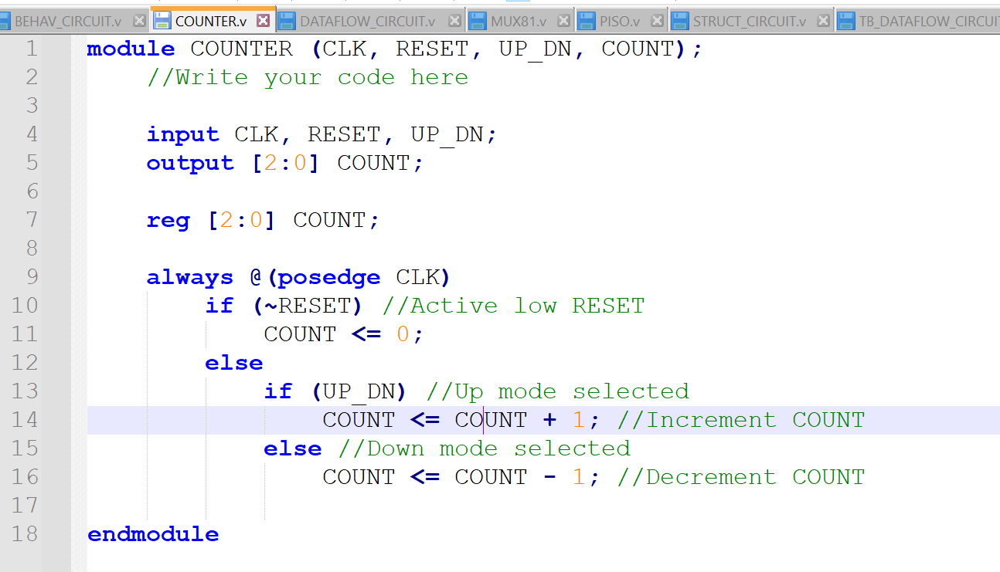 BEHAV_CIRCUIT.v COUNTER.v DATAFLOW_CIRCUIT.v MUX81.v PISO.v STRUCT_CIRCUIT.v TB_DATAFLOW_CIRCUI
1 module COUNTER (CLK, RESET, UP_DN, COUNT);
2 //Write your code here
3
4 input CLK, RESET, UP_DN;
5 output [2:0] COUNT;
6
7 reg [2:0] COUNT;
8
9 always @(posedge CLK)
10 if (~RESET) //Active low RESET
11 COUNT <= 0;
12 else
13 if (UP_DN) //Up mode selected
14 COUNT <= COUNT + 1; //Increment COUNT
15 else //Down mode selected
16 COUNT <= COUNT - 1; //Decrement COUNT
17
18 endmodule